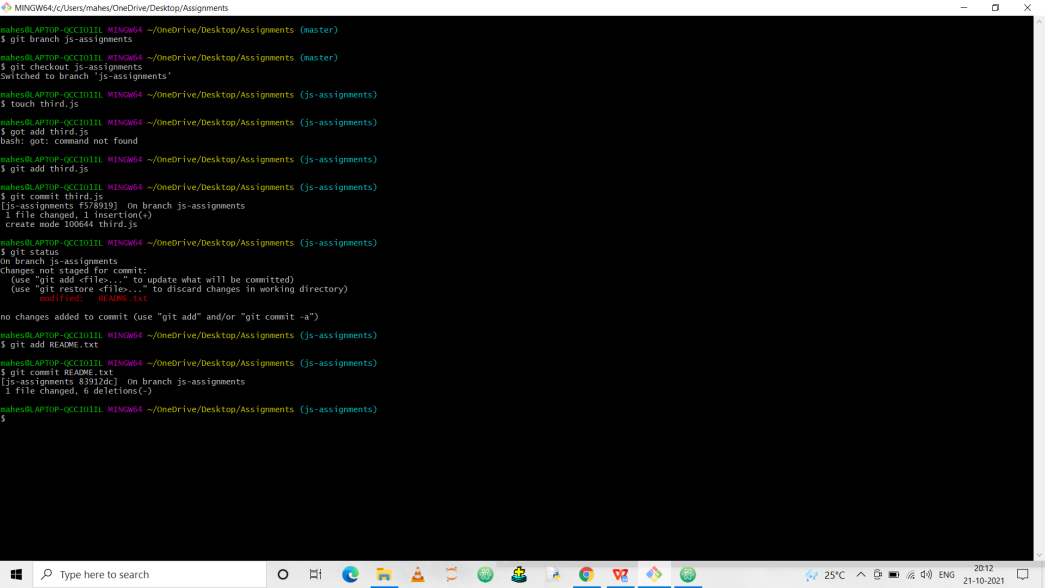 MINGW64:/c/Users/mahes/OneDrive/Desktop/Assignments
mahes@LAPTOP-QCCIO1IL MINGW64 ~/OneDrive/Desktop/Assignments (master)
$ git branch js-assignments
mahes@LAPTOP-QCCIO1IL MINGW64 ~/OneDrive/Desktop/Assignments (master)
$ git checkout js-assignments
Switched to branch 'js-assignments'
mahes@LAPTOP-QCCIO1IL MINGW64 ~/OneDrive/Desktop/Assignments (js-assignments)
$ touch third.js
mahes@LAPTOP-QCCIO1IL MINGW64 ~/OneDrive/Desktop/Assignments (js-assignments)
$ got add third.js
bash: got: command not found
mahes@LAPTOP-QCCIO1IL MINGW64 ~/OneDrive/Desktop/Assignments (js-assignments)
$ git add third.js
mahes@LAPTOP-QCCIO1IL MINGW64 ~/OneDrive/Desktop/Assignments (js-assignments)
$ git commit third.js
[js-assignments f578919]  On branch js-assignments
 1 file changed, 1 insertion(+)
 create mode 100644 third.js
mahes@LAPTOP-QCCIO1IL MINGW64 ~/OneDrive/Desktop/Assignments (js-assignments)
$ git status
On branch js-assignments
Changes not staged for commit:
  (use "git add <file>..." to update what will be committed)
  (use "git restore <file>..." to discard changes in working directory)
        modified:   README.txt
no changes added to commit (use "git add" and/or "git commit -a")
mahes@LAPTOP-QCCIO1IL MINGW64 ~/OneDrive/Desktop/Assignments (js-assignments)
$ git add README.txt
mahes@LAPTOP-QCCIO1IL MINGW64 ~/OneDrive/Desktop/Assignments (js-assignments)
$ git commit README.txt
[js-assignments 83912dc]  On branch js-assignments
 1 file changed, 6 deletions(-)
mahes@LAPTOP-QCCIO1IL MINGW64 ~/OneDrive/Desktop/Assignments (js-assignments)
$
Type here to search
25°C
ENG
20:12
21-10-2021